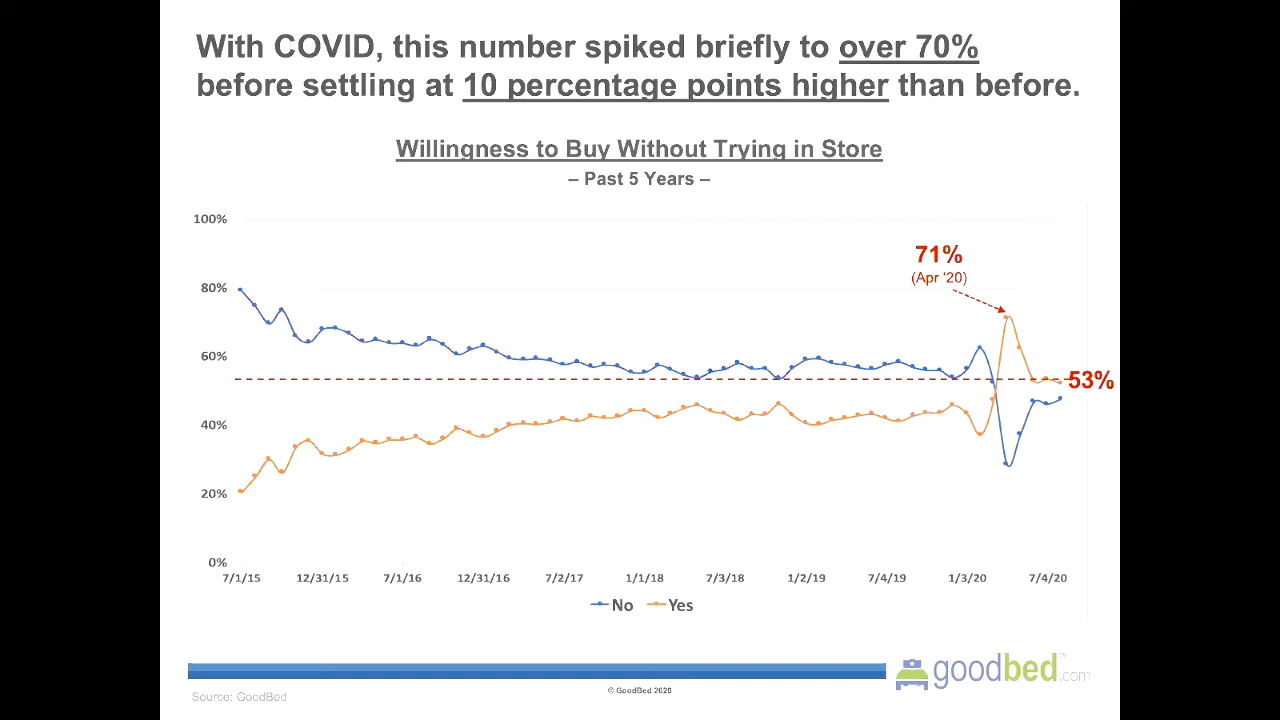 With COVID, this number spiked briefly to over 70%
before settling at 10 percentage points higher than before.
Willingness to Buy Without Trying in Store
– Past 5 Years –
100%
80%
60%
40%
20%
0%
71%
(Apr ‘20)
53%
7/1/15 12/31/15 7/1/16 12/31/16 7/2/17 1/1/18 7/3/18 1/2/19 7/4/19 1/3/20 7/4/20
No Yes
goodbed.com™
Source: GoodBed
© GoodBed 2020